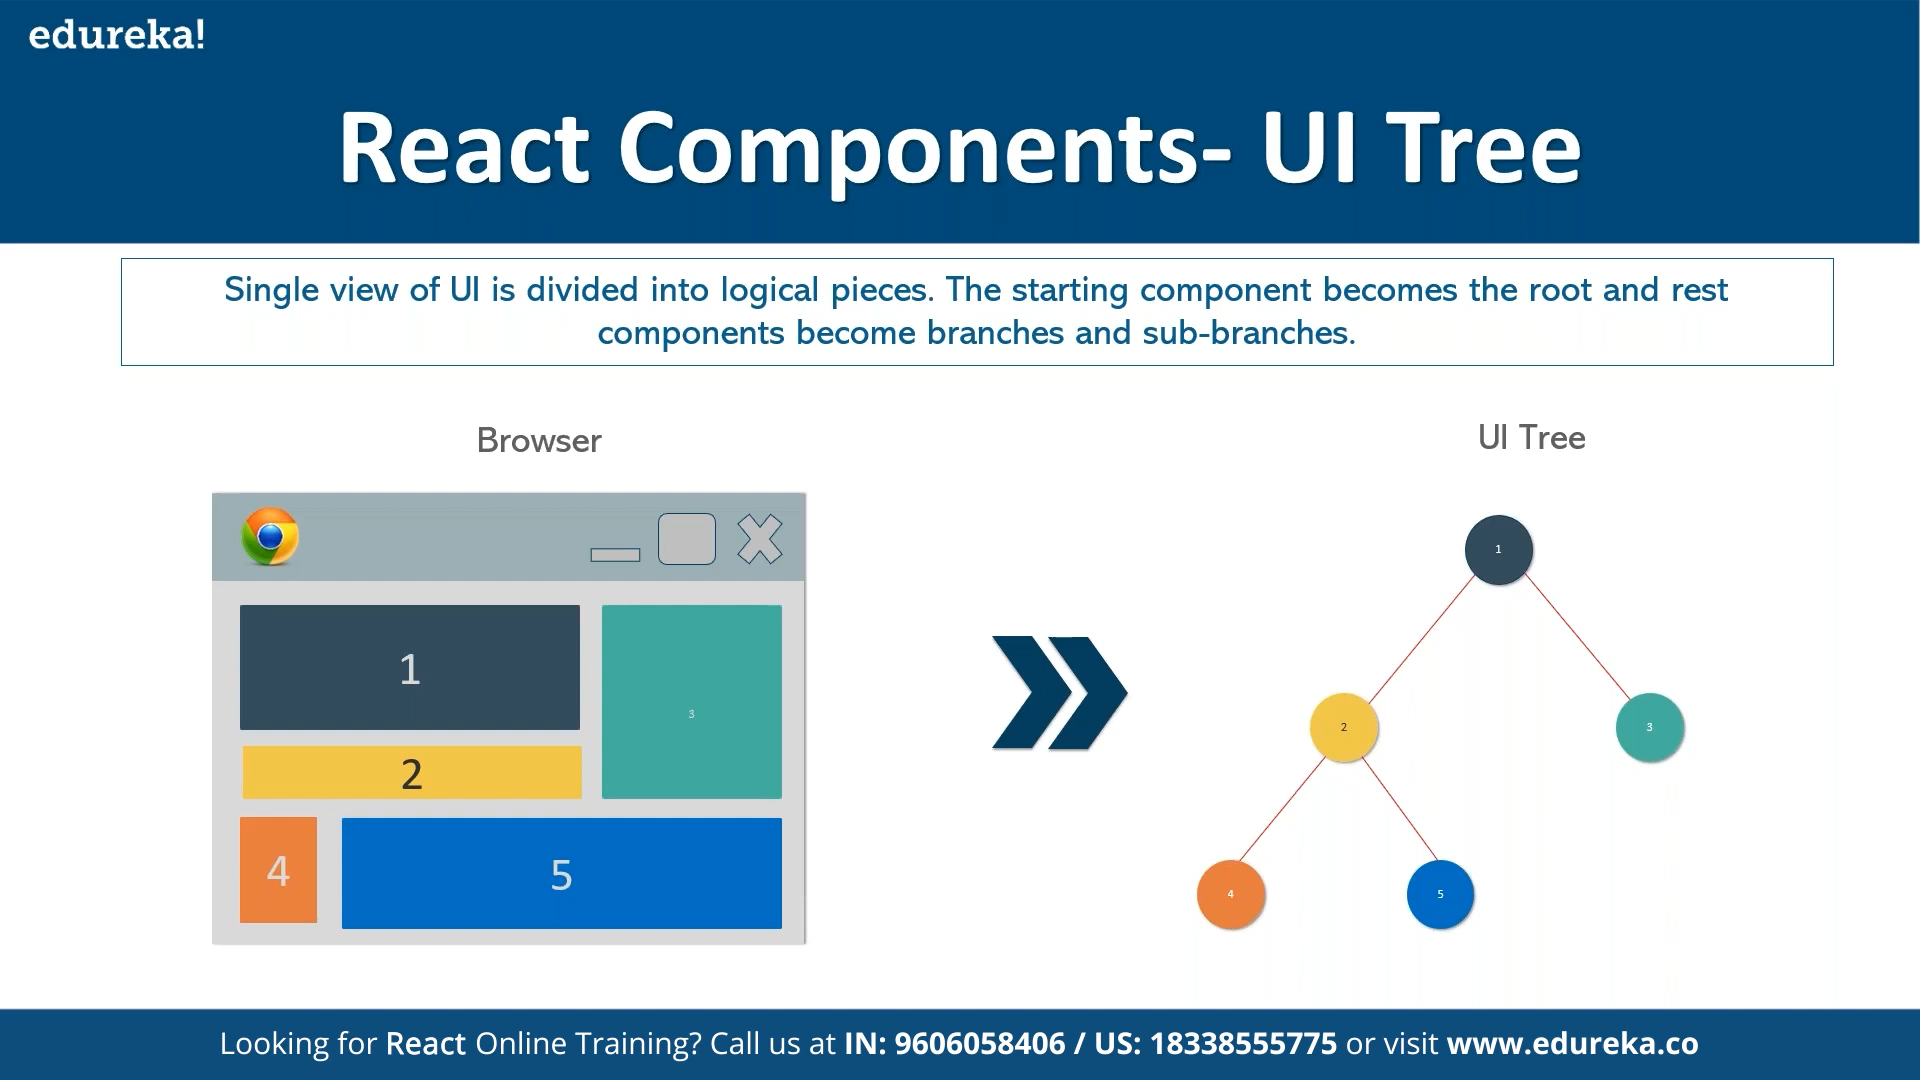 edureka!
React Components- UI Tree
Single view of UI is divided into logical pieces. The starting component becomes the root and rest
components become branches and sub-branches.
Browser
UI Tree
1
2
3
4
5
1
2
3
4
5
Looking for React Online Training? Call us at IN: 9606058406 / US: 18338555775 or visit www.edureka.co